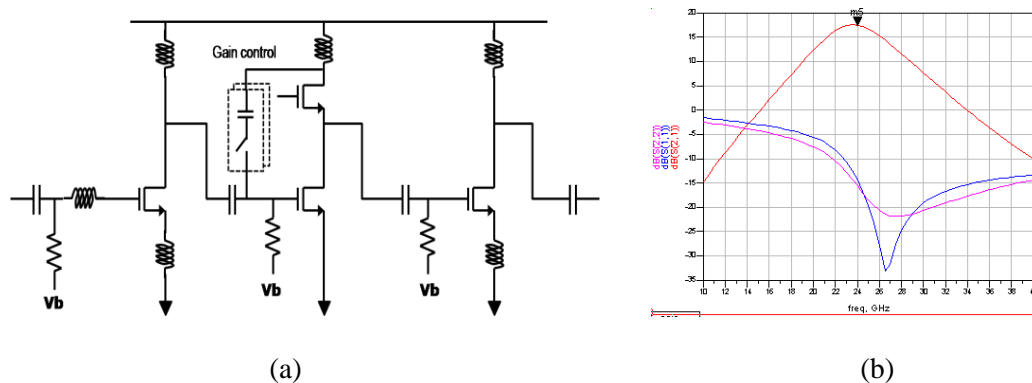 Gain control
Vb
Vb
Vb
m5
20
15
10
5
0
-5
-10
-15
-20
-25
-30
-35
dB(S(2,2))
dB(S(1,1))
dB(S(2,1))
10 12 14 16 18 20 22 24 26 28 30 32 34 36 38
freq, GHz
(a)
(b)